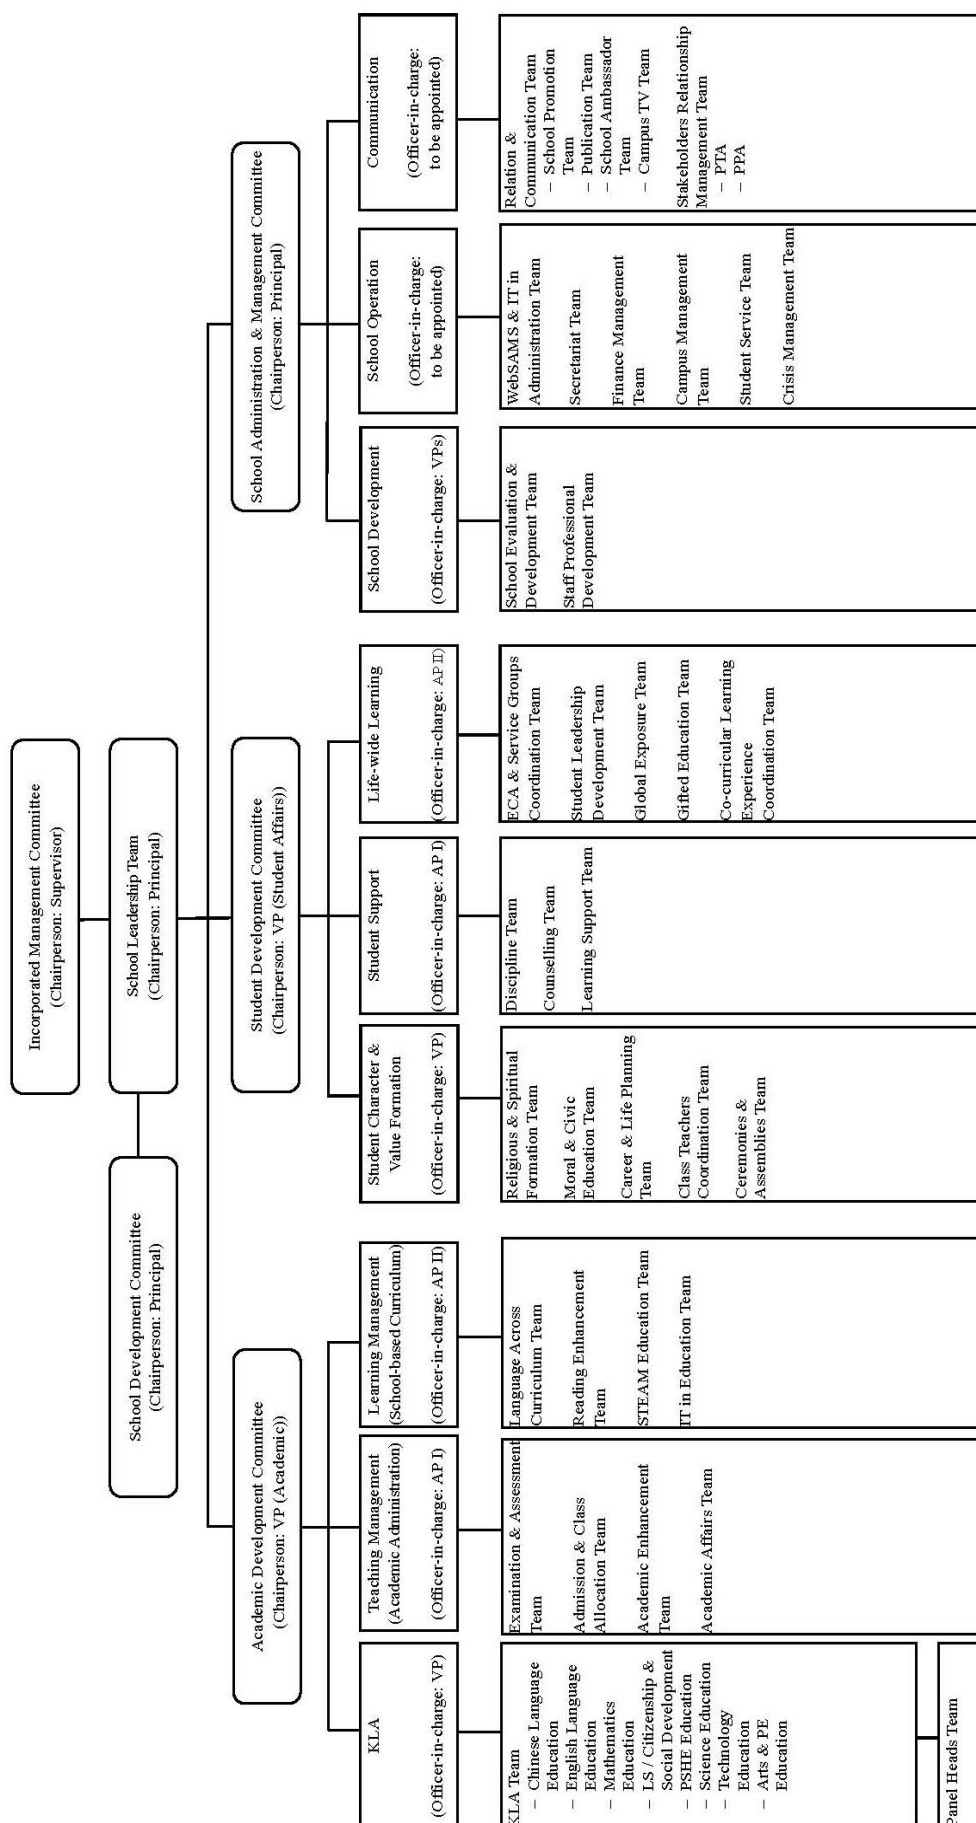 Incorporated Management Committee
(Chairperson: Supervisor)
School Development Committee
(Chairperson: Principal)
School Leadership Team
(Chairperson: Principal)
Academic Development Committee
(Chairperson: VP (Academic))
Student Development Committee
(Chairperson: VP (Student Affairs))
School Administration & Management Committee
(Chairperson: Principal)
KLA
(Officer-in-charge: VP)
Teaching Management
(Academic Administration)
(Officer-in-charge: AP I)
Learning Management
(School-based Curriculum)
(Officer-in-charge: AP II)
Student Character &
Value Formation
(Officer-in-charge: VP)
Student Support
(Officer-in-charge: AP I)
Life-wide Learning
(Officer-in-charge: AP II)
School Development
(Officer-in-charge: VPs)
School Operation
(Officer-in-charge:
to be appointed)
Communication
(Officer-in-charge:
to be appointed)
KLA Team
– Chinese Language
Education
– English Language
Education
– Mathematics
Education
– LS / Citizenship &
Social Development
– PSHE Education
– Science Education
– Technology
Education
– Arts & PE
Education
Examination & Assessment
Team
Admission & Class
Allocation Team
Academic Enhancement
Team
Academic Affairs Team
Language Across
Curriculum Team
Reading Enhancement
Team
STEAM Education Team
IT in Education Team
Religious & Spiritual
Formation Team
Moral & Civic
Education Team
Career & Life Planning
Team
Class Teachers
Coordination Team
Ceremonies &
Assemblies Team
Discipline Team
Counselling Team
Learning Support Team
ECA & Service Groups
Coordination Team
Student Leadership
Development Team
Global Exposure Team
Gifted Education Team
Co-curricular Learning
Experience
Coordination Team
School Evaluation &
Development Team
Staff Professional
Development Team
WebSAMS & IT in
Administration Team
Secretariat Team
Finance Management
Team
Campus Management
Team
Student Service Team
Crisis Management Team
Relation &
Communication Team
– School Promotion
Team
– Publication Team
– School Ambassador
Team
– Campus TV Team
Stakeholders Relationship
Management Team
– PTA
– PPA
Panel Heads Team